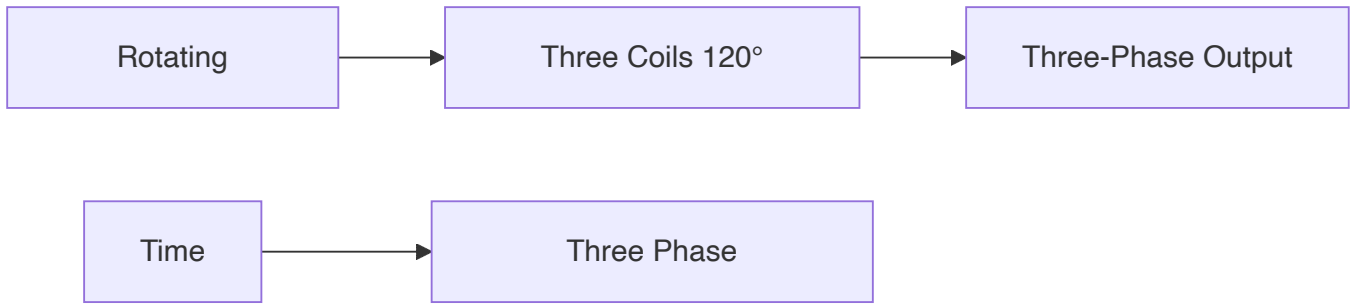 Rotating
Three Coils 120°
Three-Phase Output
Time
Three Phase